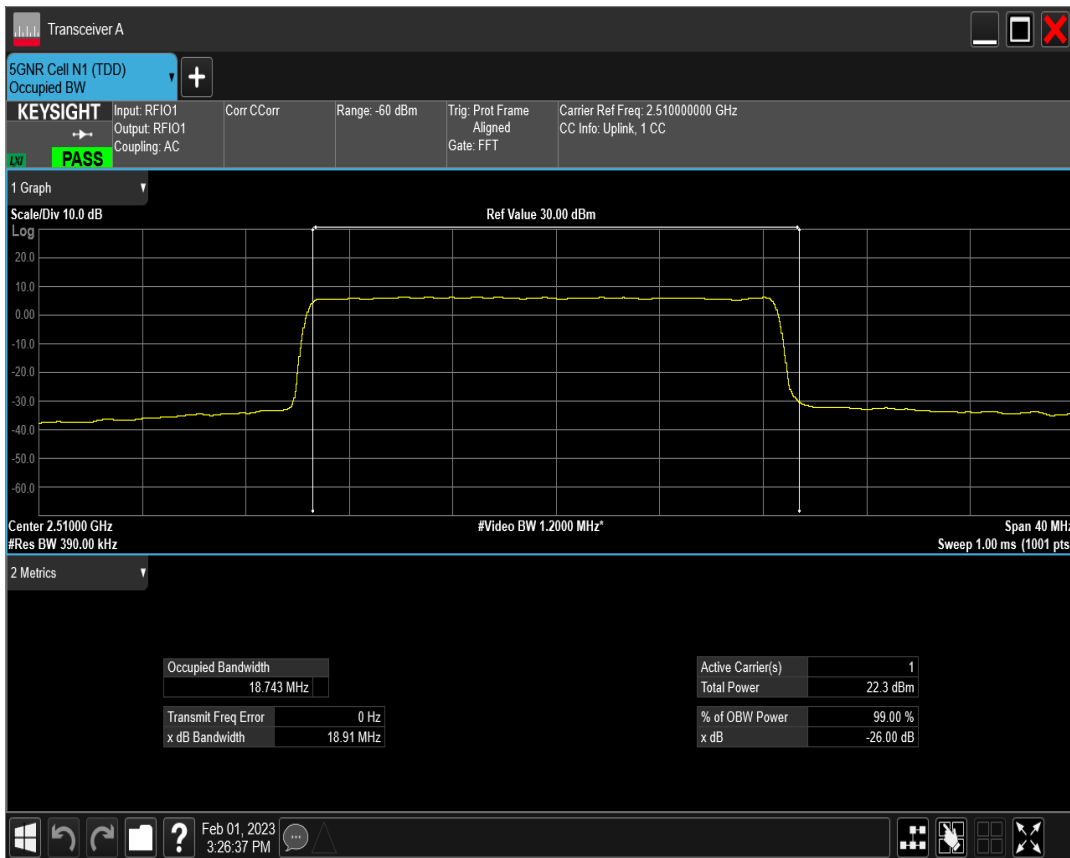 Transceiver A
5GNR Cell N1 (TDD)
Occupied BW
KEYSIGHT
LXI
PASS
Input: RFIO1
Output: RFIO1
Coupling: AC
Corr CCorr
Range: -60 dBm
Trig: Prot Frame
Aligned
Gate: FFT
Carrier Ref Freq: 2.510000000 GHz
CC Info: Uplink, 1 CC
1 Graph
Scale/Div 10.0 dB
Ref Value 30.00 dBm
Log
20.0
10.0
0.00
-10.0
-20.0
-30.0
-40.0
-50.0
-60.0
Center 2.51000 GHz
#Video BW 1.2000 MHz*
Span 40 MHz
#Res BW 390.00 kHz
Sweep 1.00 ms (1001 pts
2 Metrics
Occupied Bandwidth
18.743 MHz
Transmit Freq Error 0 Hz
x dB Bandwidth 18.91 MHz
Active Carrier(s) 1
Total Power 22.3 dBm
% of OBW Power 99.00 %
x dB -26.00 dB
Feb 01, 2023
3:26:37 PM